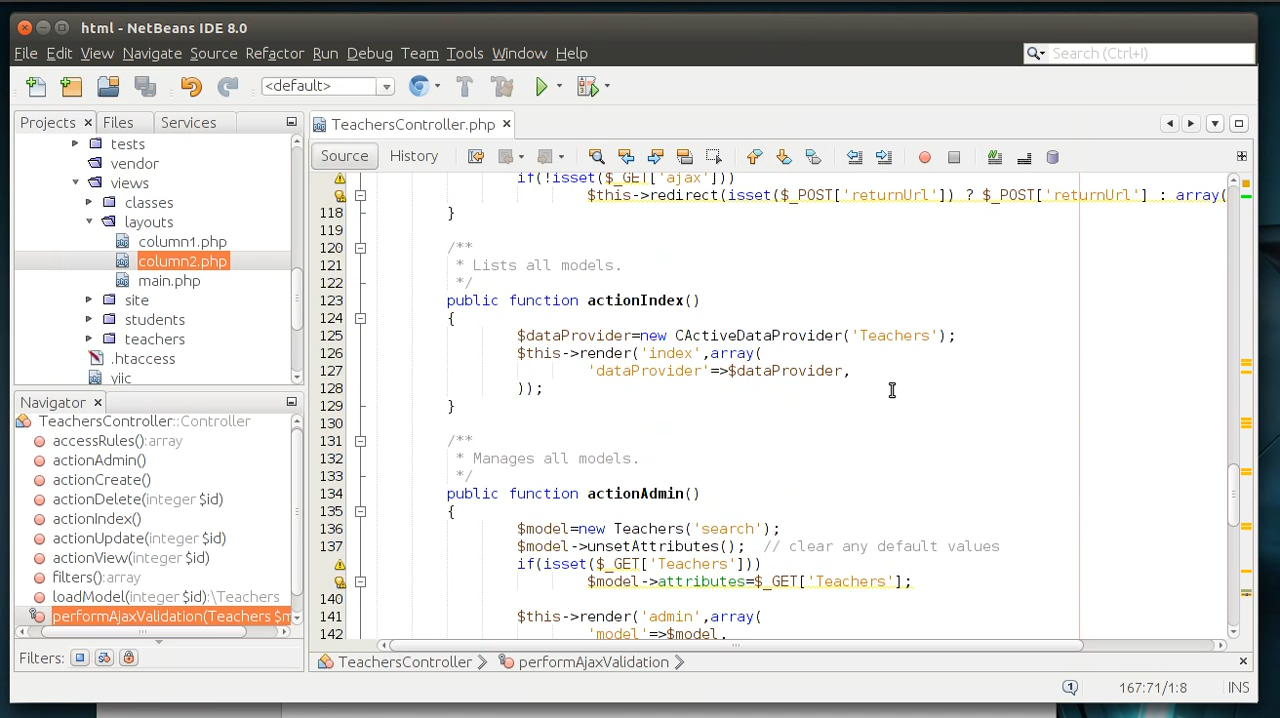 html - NetBeans IDE 8.0
File Edit View Navigate Source Refactor Run Debug Team Tools Window Help
Search (Ctrl+I)
<default>
Projects Files Services
tests
vendor
views
classes
layouts
column1.php
column2.php
main.php
site
students
teachers
.htaccess
yiic
Navigator
TeachersController::Controller
accessRules():array
actionAdmin()
actionCreate()
actionDelete(integer $id)
actionIndex()
actionUpdate(integer $id)
actionView(integer $id)
filters():array
loadModel(integer $id):\Teachers
performAjaxValidation(Teachers $m
Filters:
TeachersController.php
Source History
if(!isset($_GET['ajax']))
$this->redirect(isset($_POST['returnUrl']) ? $_POST['returnUrl'] : array(
118 }
119
120 /**
121 * Lists all models.
122 */
123 public function actionIndex()
124 {
125 $dataProvider=new CActiveDataProvider('Teachers');
126 $this->render('index',array(
127 'dataProvider'=>$dataProvider,
128 ));
129 }
130
131 /**
132 * Manages all models.
133 */
134 public function actionAdmin()
135 {
136 $model=new Teachers('search');
137 $model->unsetAttributes(); // clear any default values
if(isset($_GET['Teachers']))
$model->attributes=$_GET['Teachers'];
140
141 $this->render('admin',array(
142 'model'=>$model,
TeachersController performAjaxValidation
1 167:71/1:8 INS